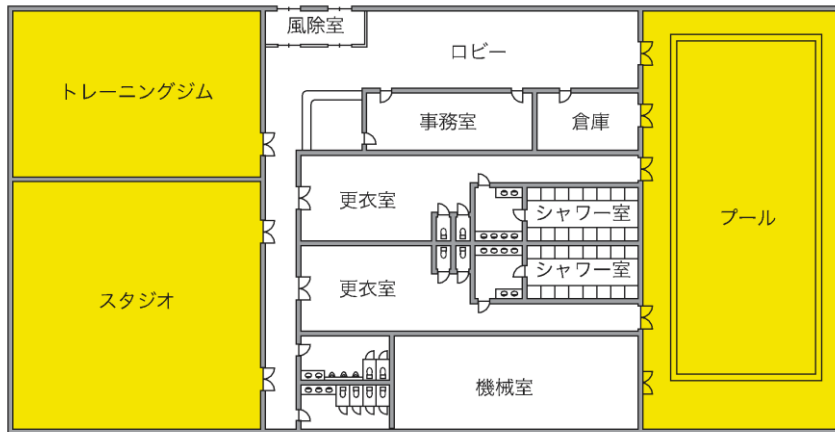 風除室
ロビー
トレーニングジム
事務室
倉庫
更衣室
シャワー室
プール
シャワー室
更衣室
スタジオ
機械室